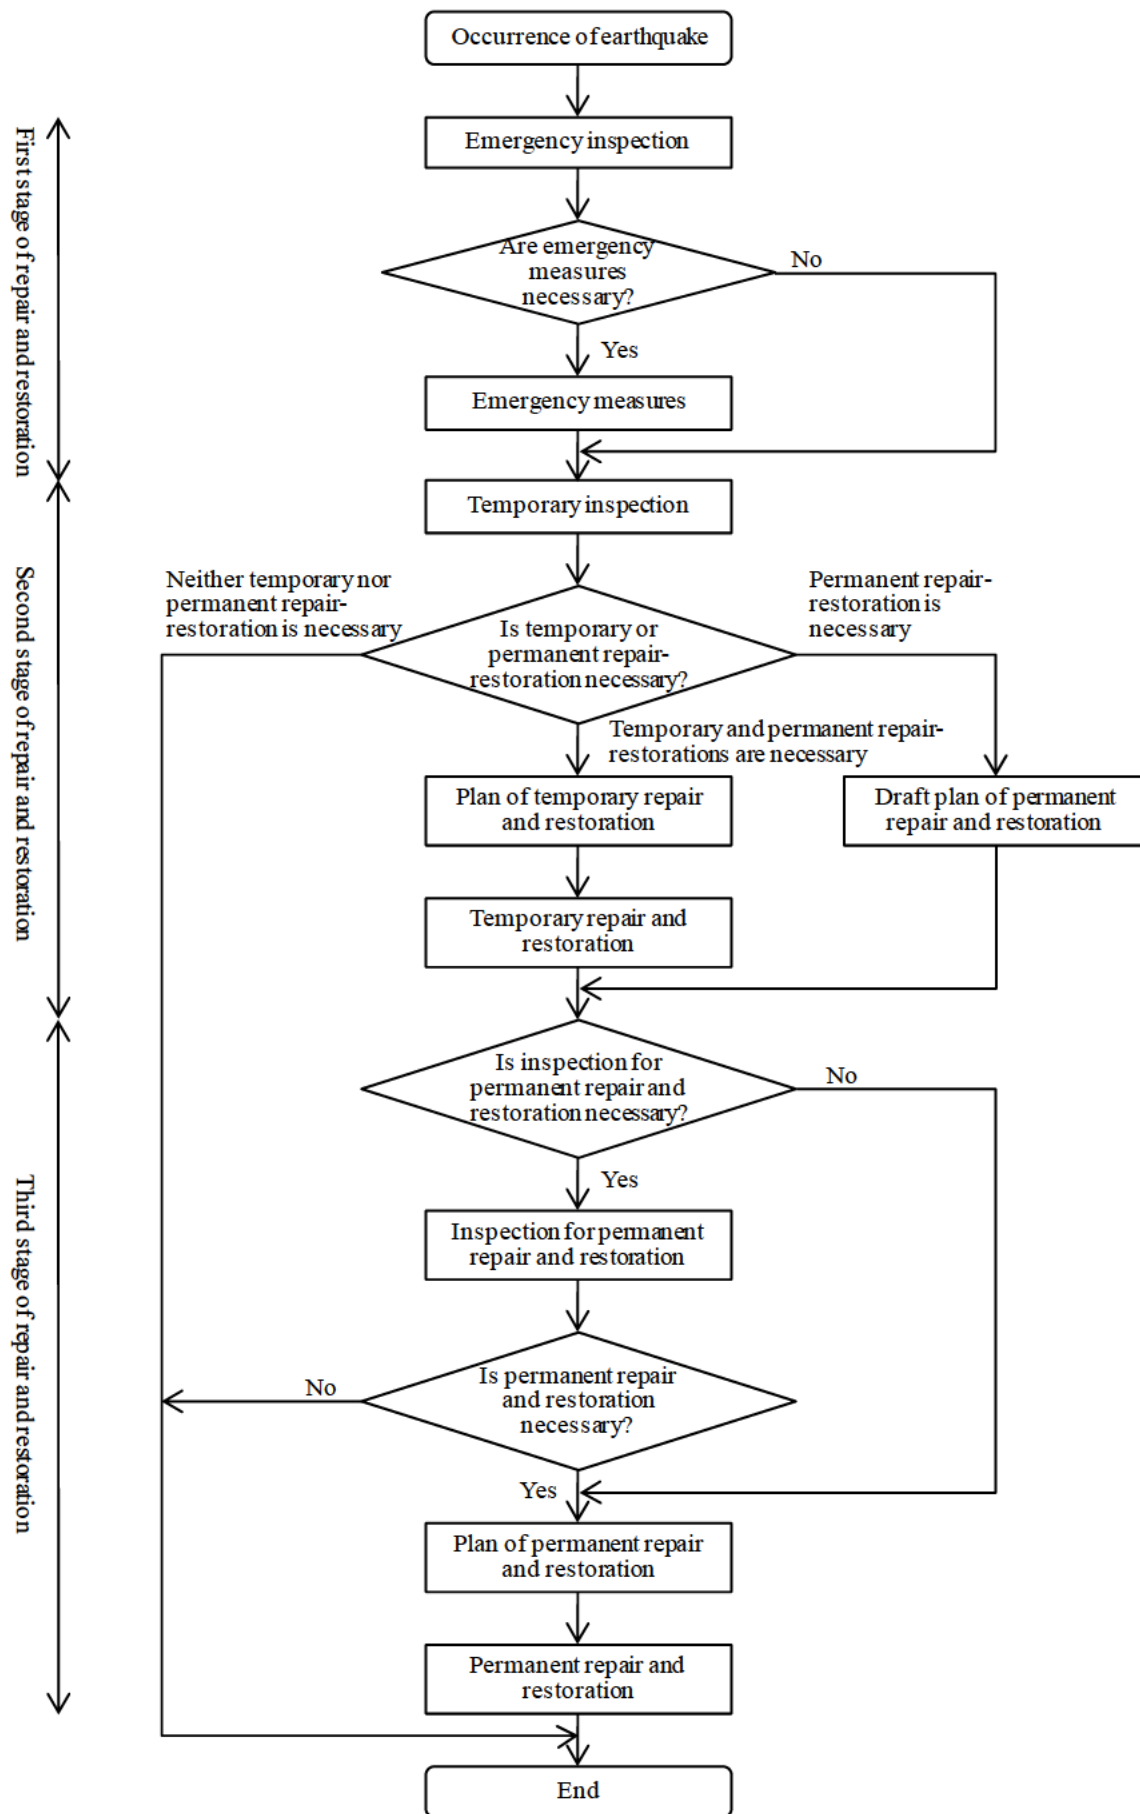 Occurrence of earthquake
First stage of repair and restoration
Emergency inspection
Are emergency
measures
necessary?
No
Yes
Emergency measures
Second stage of repair and restoration
Temporary inspection
Neither temporary nor
permanent repair-
restoration is necessary
Is temporary or
permanent repair-
restoration necessary?
Permanent repair-
restoration is
necessary
Temporary and permanent repair-
restorations are necessary
Plan of temporary repair
and restoration
Draft plan of permanent
repair and restoration
Temporary repair and
restoration
Third stage of repair and restoration
Is inspection for
permanent repair and
restoration necessary?
No
Yes
Inspection for permanent
repair and restoration
Is permanent repair
and restoration
necessary?
No
Yes
Plan of permanent repair
and restoration
Permanent repair and
restoration
End